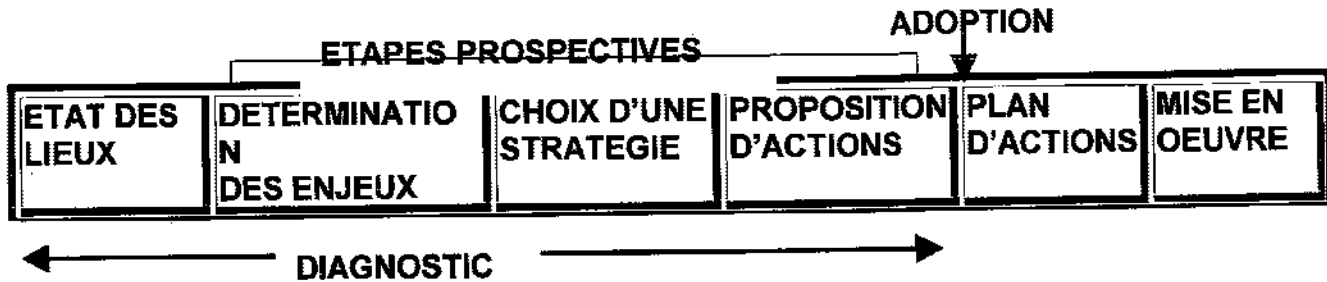 ADOPTION
ETAPES PROSPECTIVES
ETAT DES
LIEUX
DETERMINATIO
N
DES ENJEUX
CHOIX D'UNE
STRATEGIE
PROPOSITION
D'ACTIONS
PLAN
D'ACTIONS
MISE EN
OEUVRE
DIAGNOSTIC